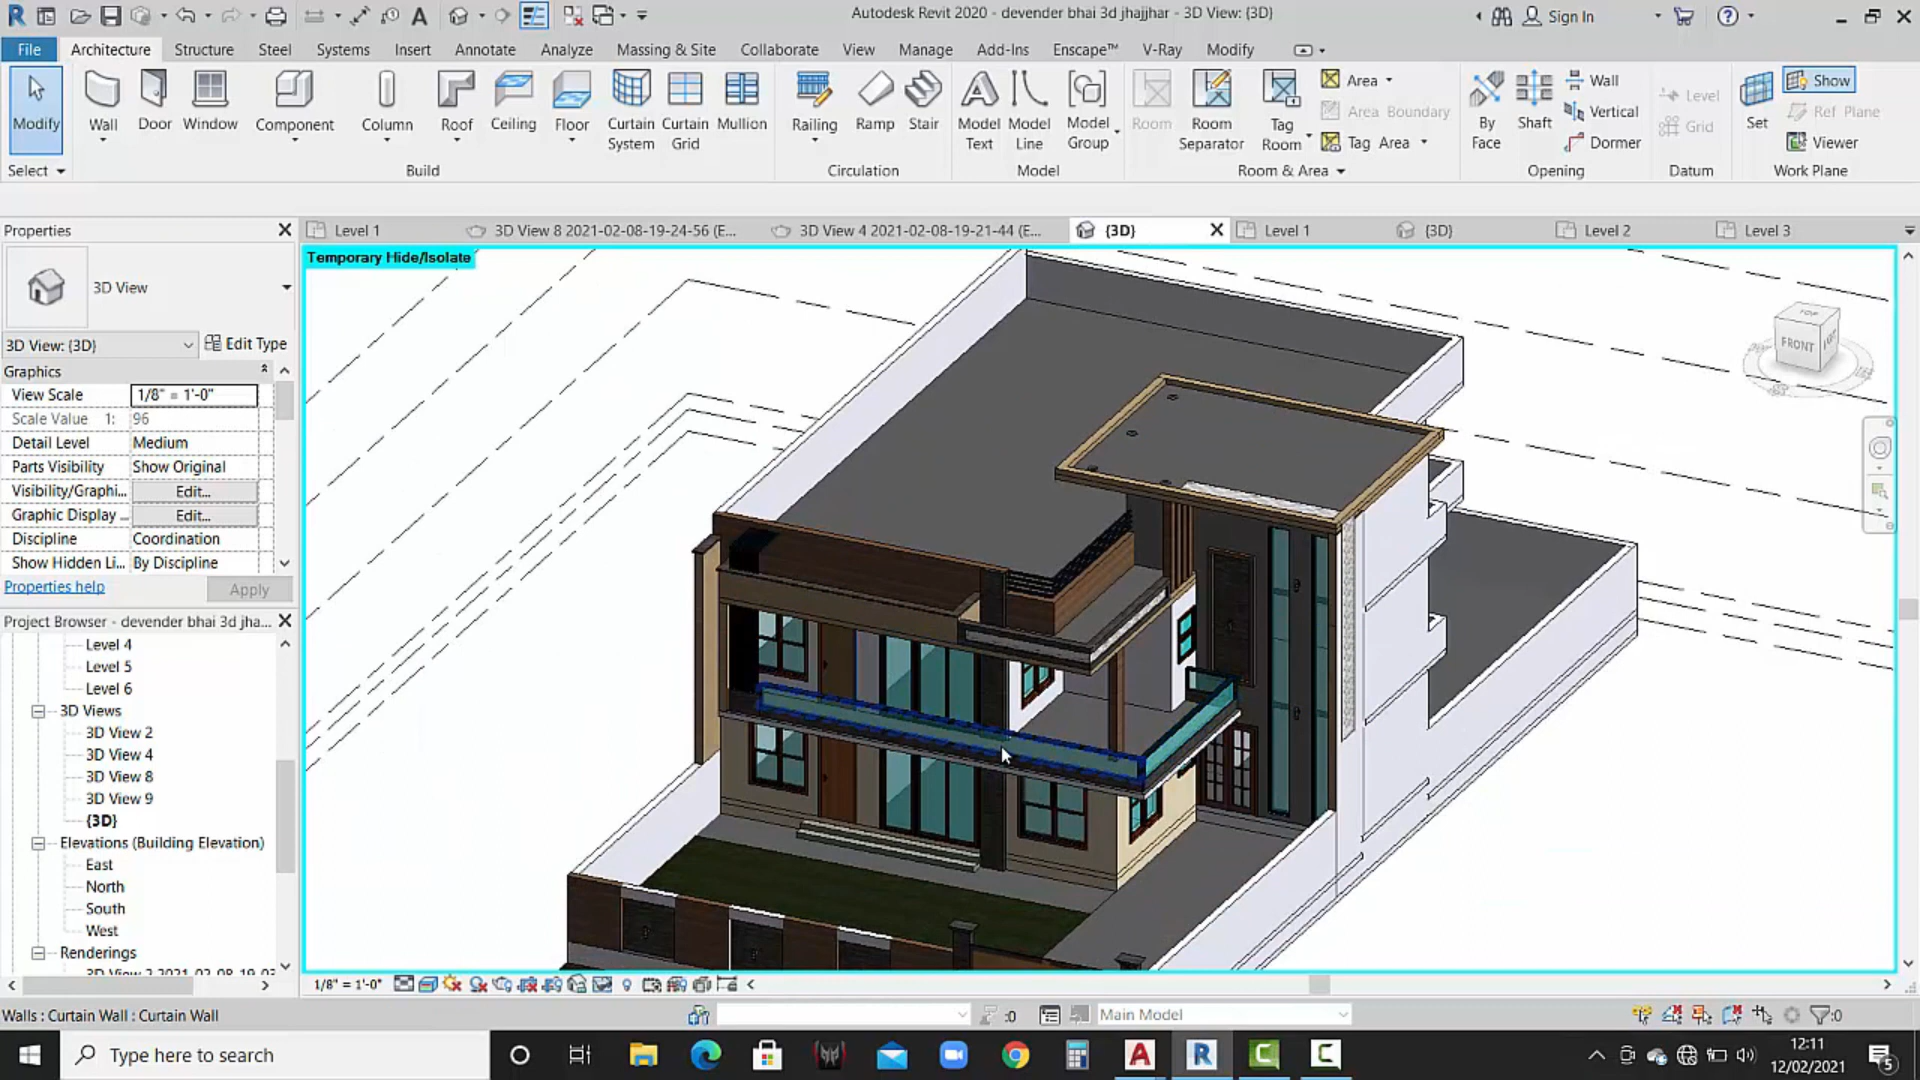 Autodesk Revit 2020 - devender bhai 3d jhajjhar - 3D View: {3D}
Sign In
File Architecture Structure Steel Systems Insert Annotate Analyze Massing & Site Collaborate View Manage Add-Ins Enscape™ V-Ray Modify
Modify
Wall
Door
Window
Component
Column
Roof
Ceiling
Floor
Curtain System
Curtain Grid
Mullion
Railing
Ramp
Stair
Model Text
Model Line
Model Group
Room
Room Separator
Tag Room
Area
Area Boundary
Tag Area
By Face
Shaft
Wall
Vertical
Dormer
Level
Grid
Set
Show
Ref Plane
Viewer
Select Build Circulation Model Room & Area Opening Datum Work Plane
Properties
Level 1
3D View 8 2021-02-08-19-24-56 (E...
3D View 4 2021-02-08-19-21-44 (E...
{3D}
Level 1
{3D}
Level 2
Level 3
Temporary Hide/Isolate
3D View
3D View: {3D}
Edit Type
Graphics
View Scale 1/8" = 1'-0"
Scale Value 1: 96
Detail Level Medium
Parts Visibility Show Original
Visibility/Graphi... Edit...
Graphic Display ... Edit...
Discipline Coordination
Show Hidden Li... By Discipline
Properties help
Apply
TOP
FRONT
Project Browser - devender bhai 3d jha...
Level 4
Level 5
Level 6
3D Views
3D View 2
3D View 4
3D View 8
3D View 9
{3D}
Elevations (Building Elevation)
East
North
South
West
Renderings
3D View 2 2021-02-08-19-03
1/8" = 1'-0"
Walls : Curtain Wall : Curtain Wall
:0
Main Model
:0
Type here to search
12:11
12/02/2021
5